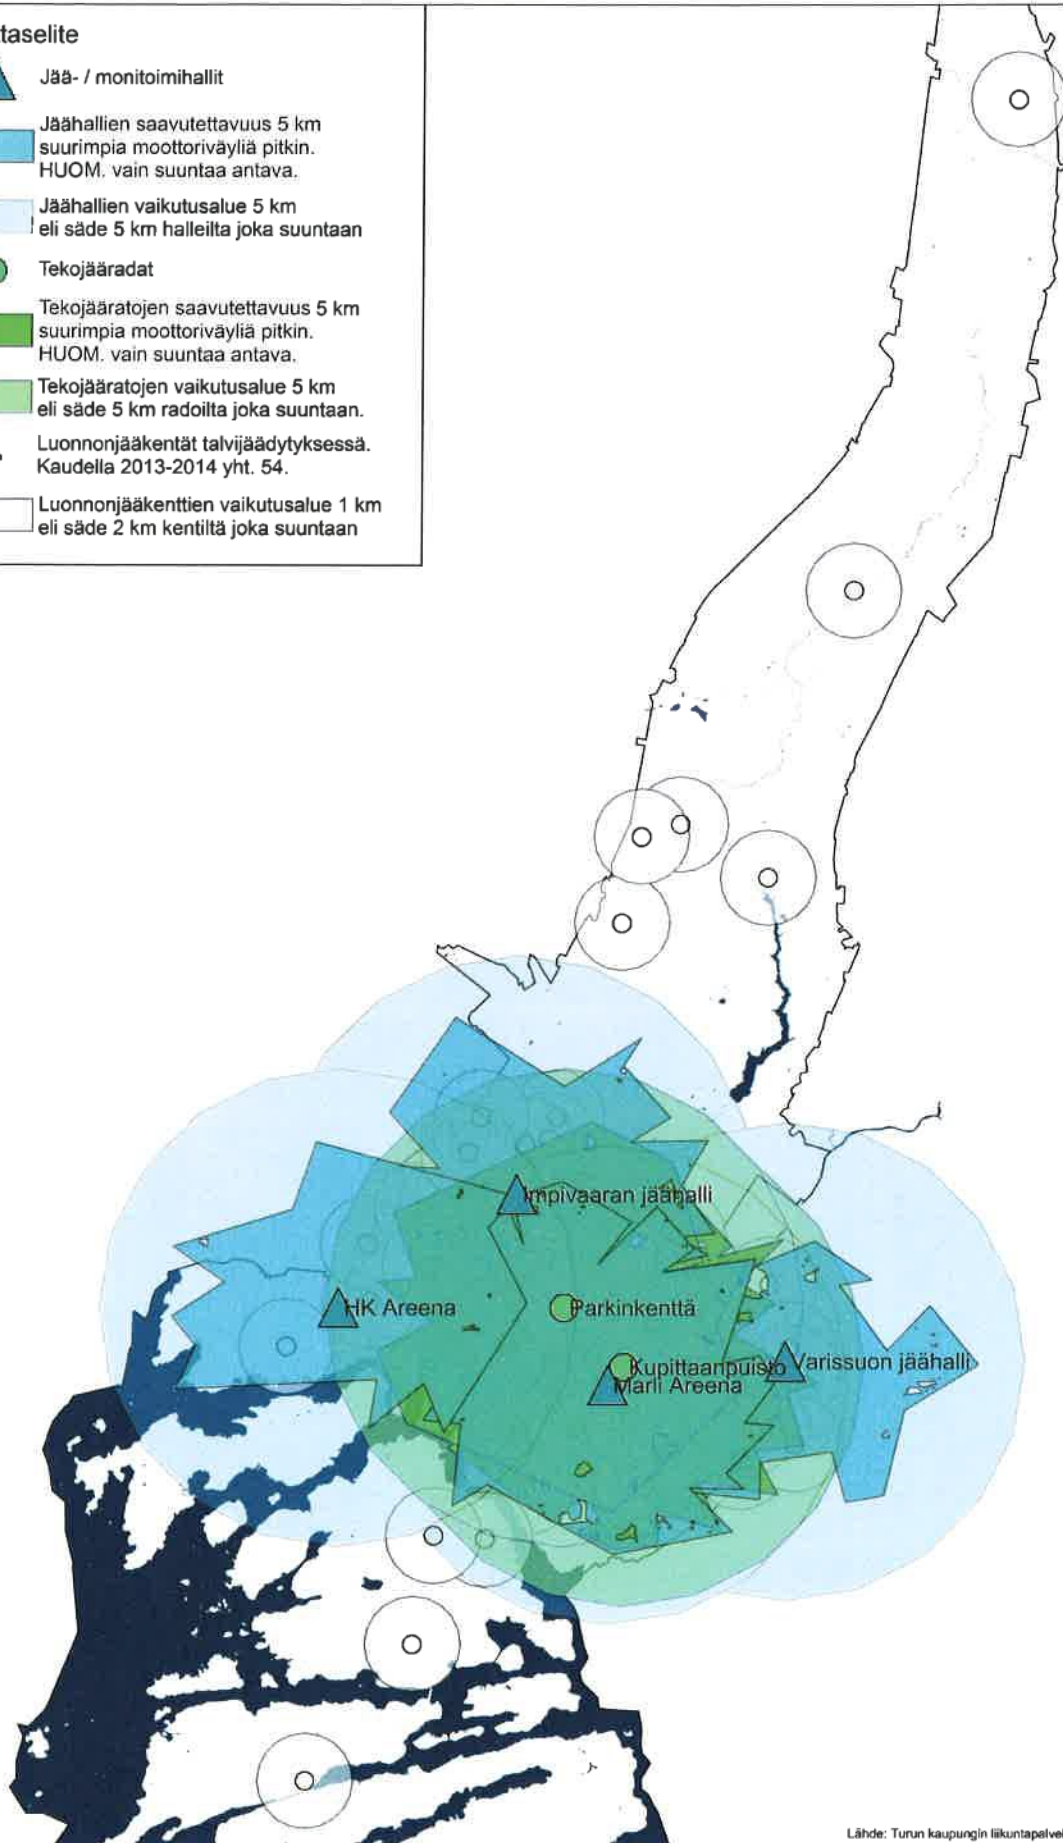 taselite
Jää- / monitoimihallit
Jäähallien saavutettavuus 5 km
suurimpia moottoriväyliä pitkin.
HUOM. vain suuntaa antava.
Jäähallien vaikutusalue 5 km
eli säde 5 km halleilta joka suuntaan
Tekojääradat
Tekojääratojen saavutettavuus 5 km
suurimpia moottoriväyliä pitkin.
HUOM. vain suuntaa antava.
Tekojääratojen vaikutusalue 5 km
eli säde 5 km radoilta joka suuntaan.
Luonnonjääkentät talvijäädytyksessä.
Kaudella 2013-2014 yht. 54.
Luonnonjääkenttien vaikutusalue 1 km
eli säde 2 km kentiltä joka suuntaan
Impivaaran jäähalli
HK Areena
Parkinkenttä
Kupittaanpuisto
Varissuon jäähalli
Marli Areena
Lähde: Turun kaupungin liikuntapalve